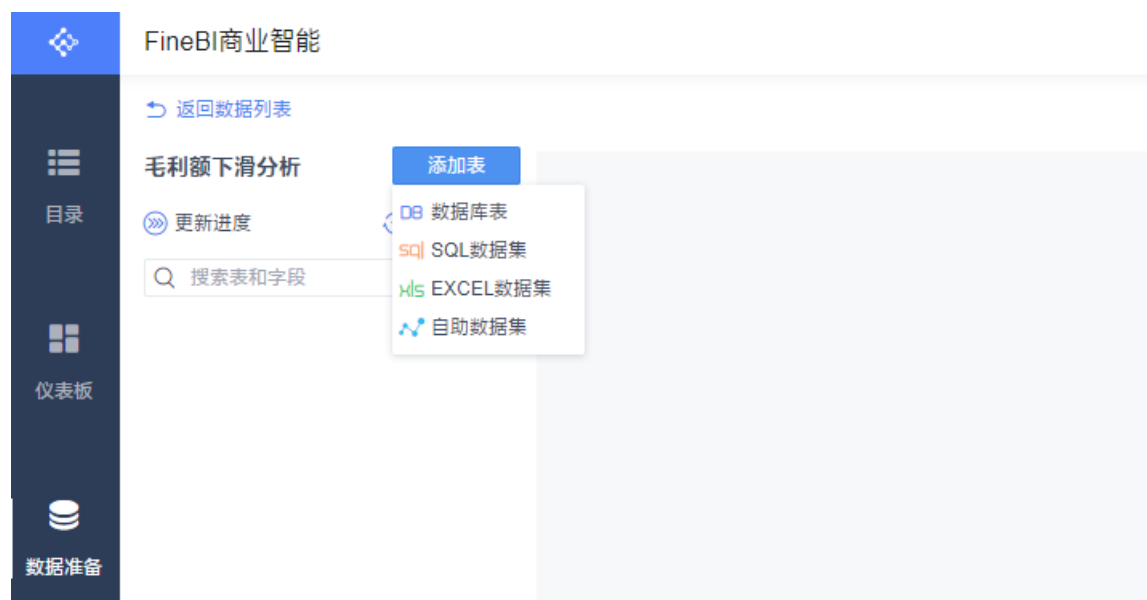 FineBI商业智能
返回数据列表
毛利额下滑分析
添加表
更新进度
DB 数据库表
sql SQL数据集
搜索表和字段
xls EXCEL数据集
自助数据集
目录
仪表板
数据准备